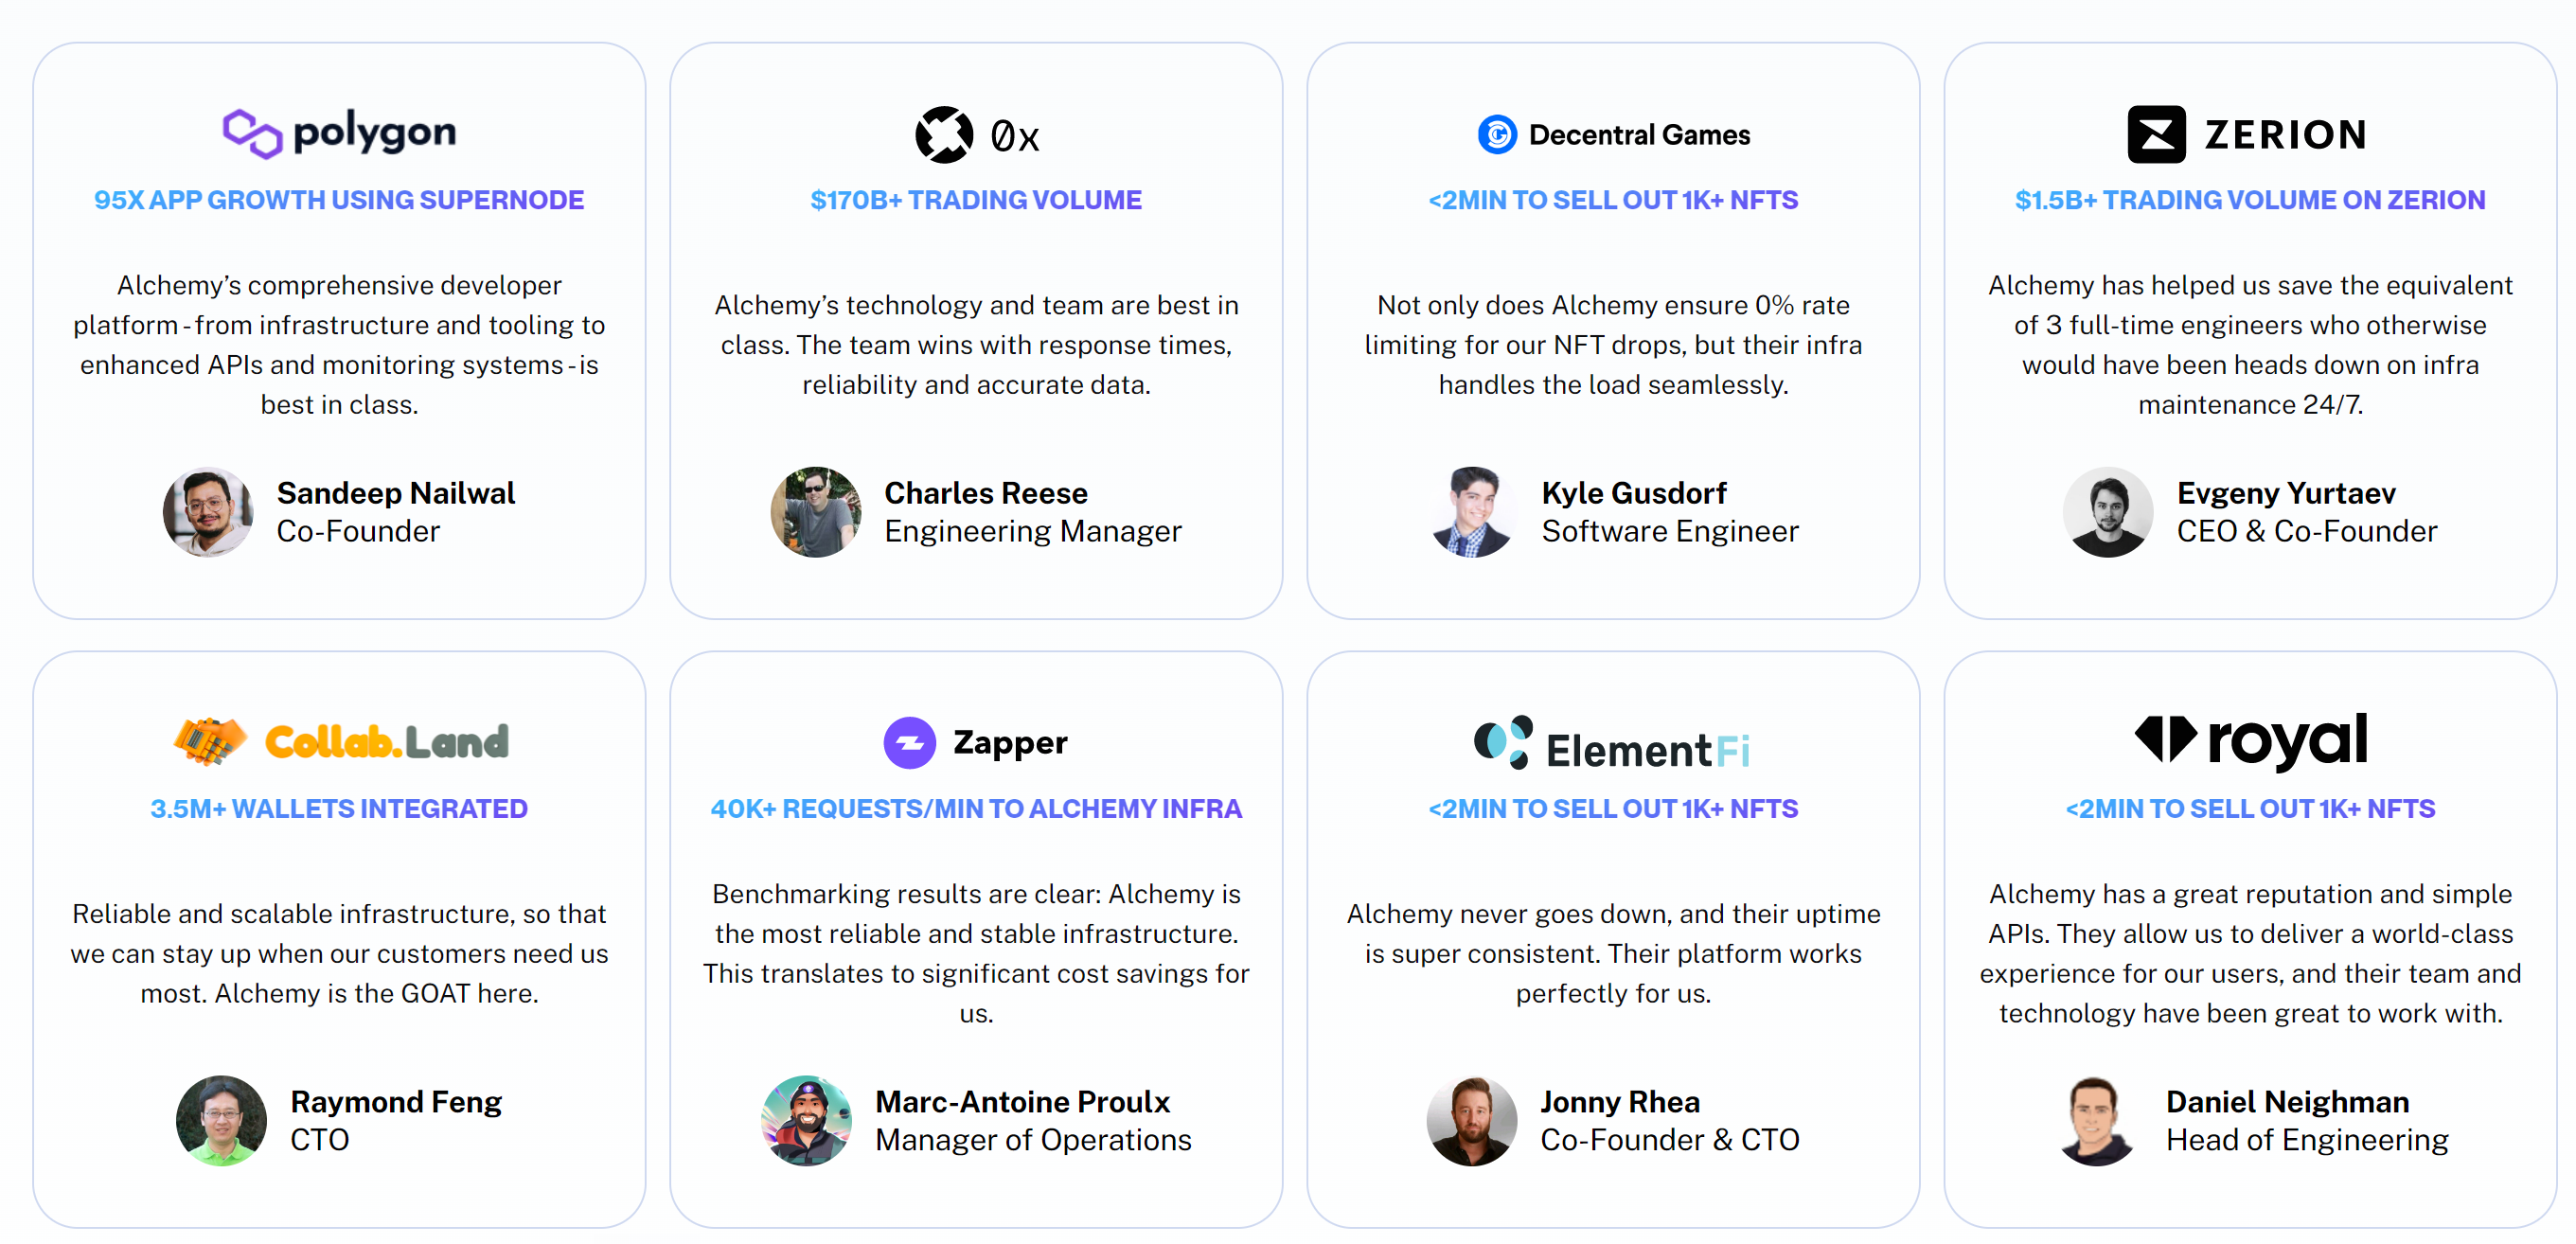 polygon
95X APP GROWTH USING SUPERNODE
Alchemy’s comprehensive developer
platform - from infrastructure and tooling to
enhanced APIs and monitoring systems - is
best in class.
Sandeep Nailwal
Co-Founder
0x
$170B+ TRADING VOLUME
Alchemy’s technology and team are best in
class. The team wins with response times,
reliability and accurate data.
Charles Reese
Engineering Manager
Decentral Games
<2MIN TO SELL OUT 1K+ NFTS
Not only does Alchemy ensure 0% rate
limiting for our NFT drops, but their infra
handles the load seamlessly.
Kyle Gusdorf
Software Engineer
ZERION
$1.5B+ TRADING VOLUME ON ZERION
Alchemy has helped us save the equivalent
of 3 full-time engineers who otherwise
would have been heads down on infra
maintenance 24/7.
Evgeny Yurtaev
CEO & Co-Founder
Collab.Land
3.5M+ WALLETS INTEGRATED
Reliable and scalable infrastructure, so that
we can stay up when our customers need us
most. Alchemy is the GOAT here.
Raymond Feng
CTO
Zapper
40K+ REQUESTS/MIN TO ALCHEMY INFRA
Benchmarking results are clear: Alchemy is
the most reliable and stable infrastructure.
This translates to significant cost savings for
us.
Marc-Antoine Proulx
Manager of Operations
ElementFi
<2MIN TO SELL OUT 1K+ NFTS
Alchemy never goes down, and their uptime
is super consistent. Their platform works
perfectly for us.
Jonny Rhea
Co-Founder & CTO
royal
<2MIN TO SELL OUT 1K+ NFTS
Alchemy has a great reputation and simple
APIs. They allow us to deliver a world-class
experience for our users, and their team and
technology have been great to work with.
Daniel Neighman
Head of Engineering